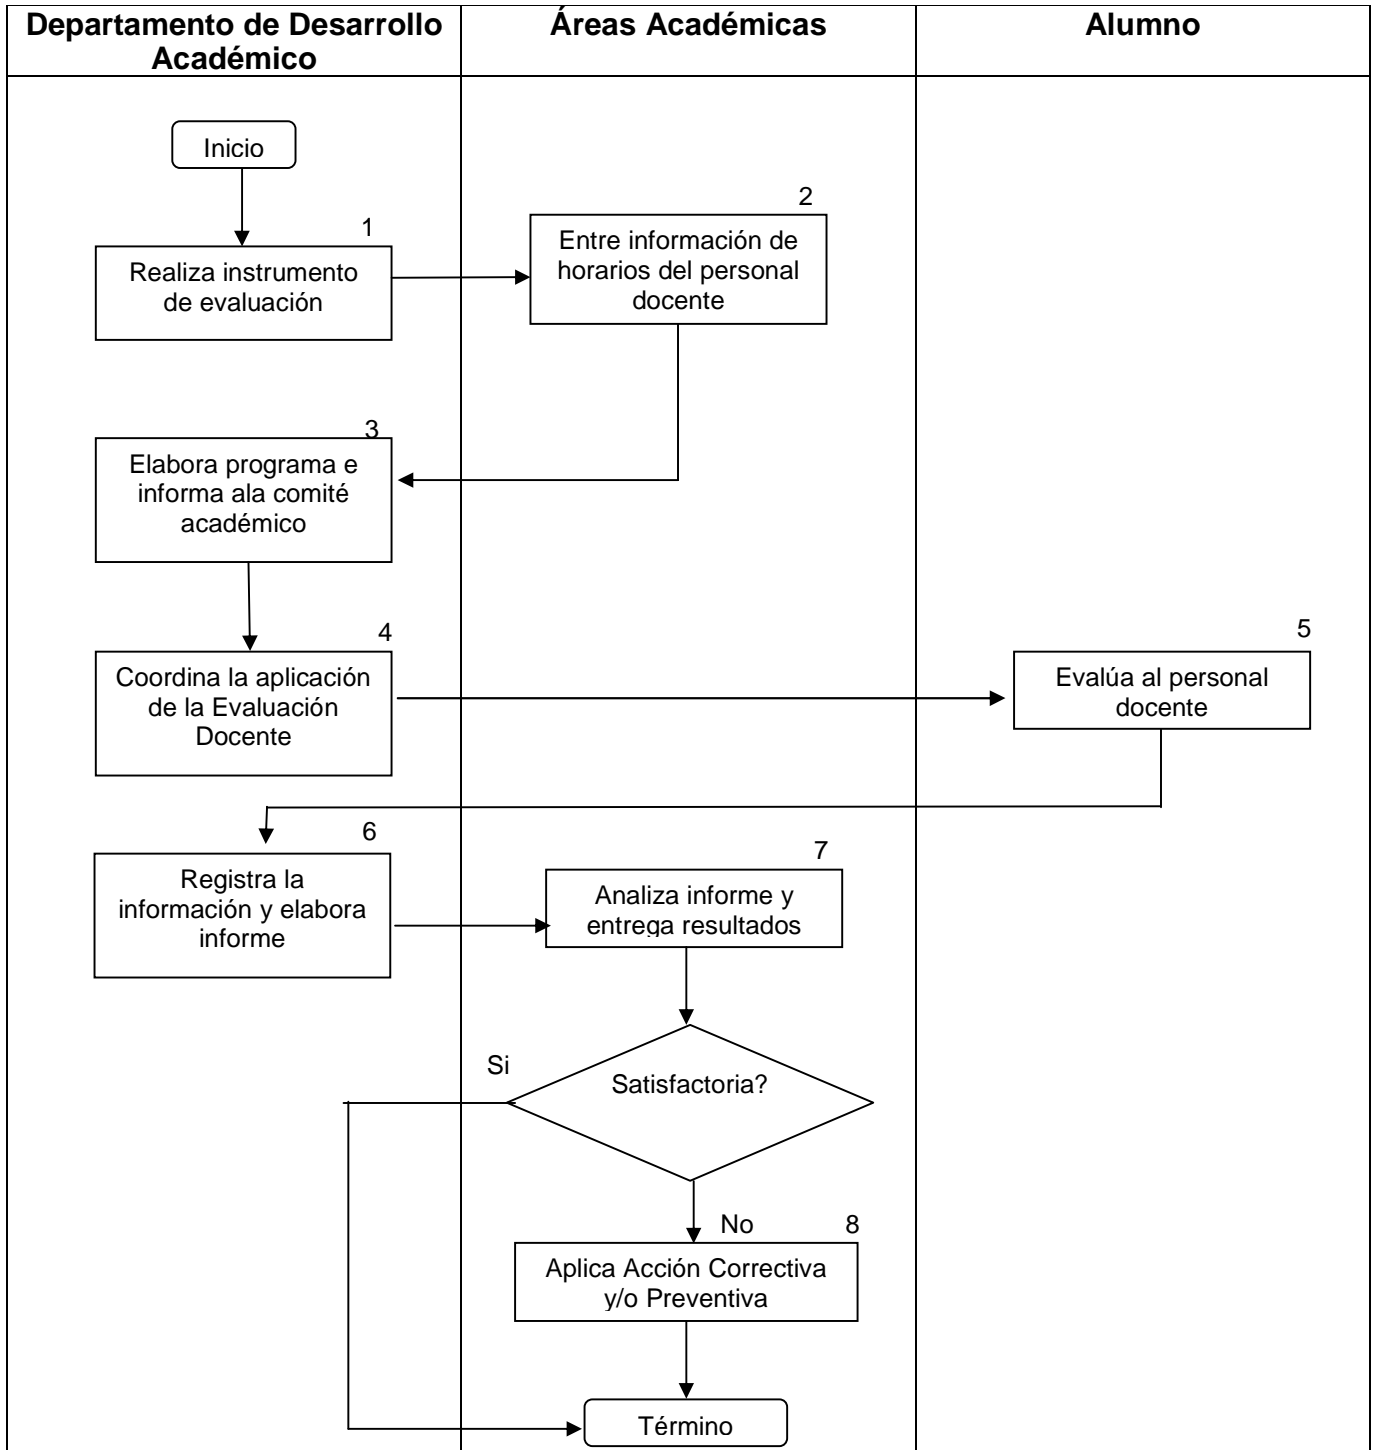 Departamento de Desarrollo
Académico
Áreas Académicas
Alumno
Inicio
1
Realiza instrumento
de evaluación
2
Entre información de
horarios del personal
docente
3
Elabora programa e
informa ala comité
académico
4
Coordina la aplicación
de la Evaluación
Docente
5
Evalúa al personal
docente
6
Registra la
información y elabora
informe
7
Analiza informe y
entrega resultados
Si
Satisfactoria?
No
8
Aplica Acción Correctiva
y/o Preventiva
Término